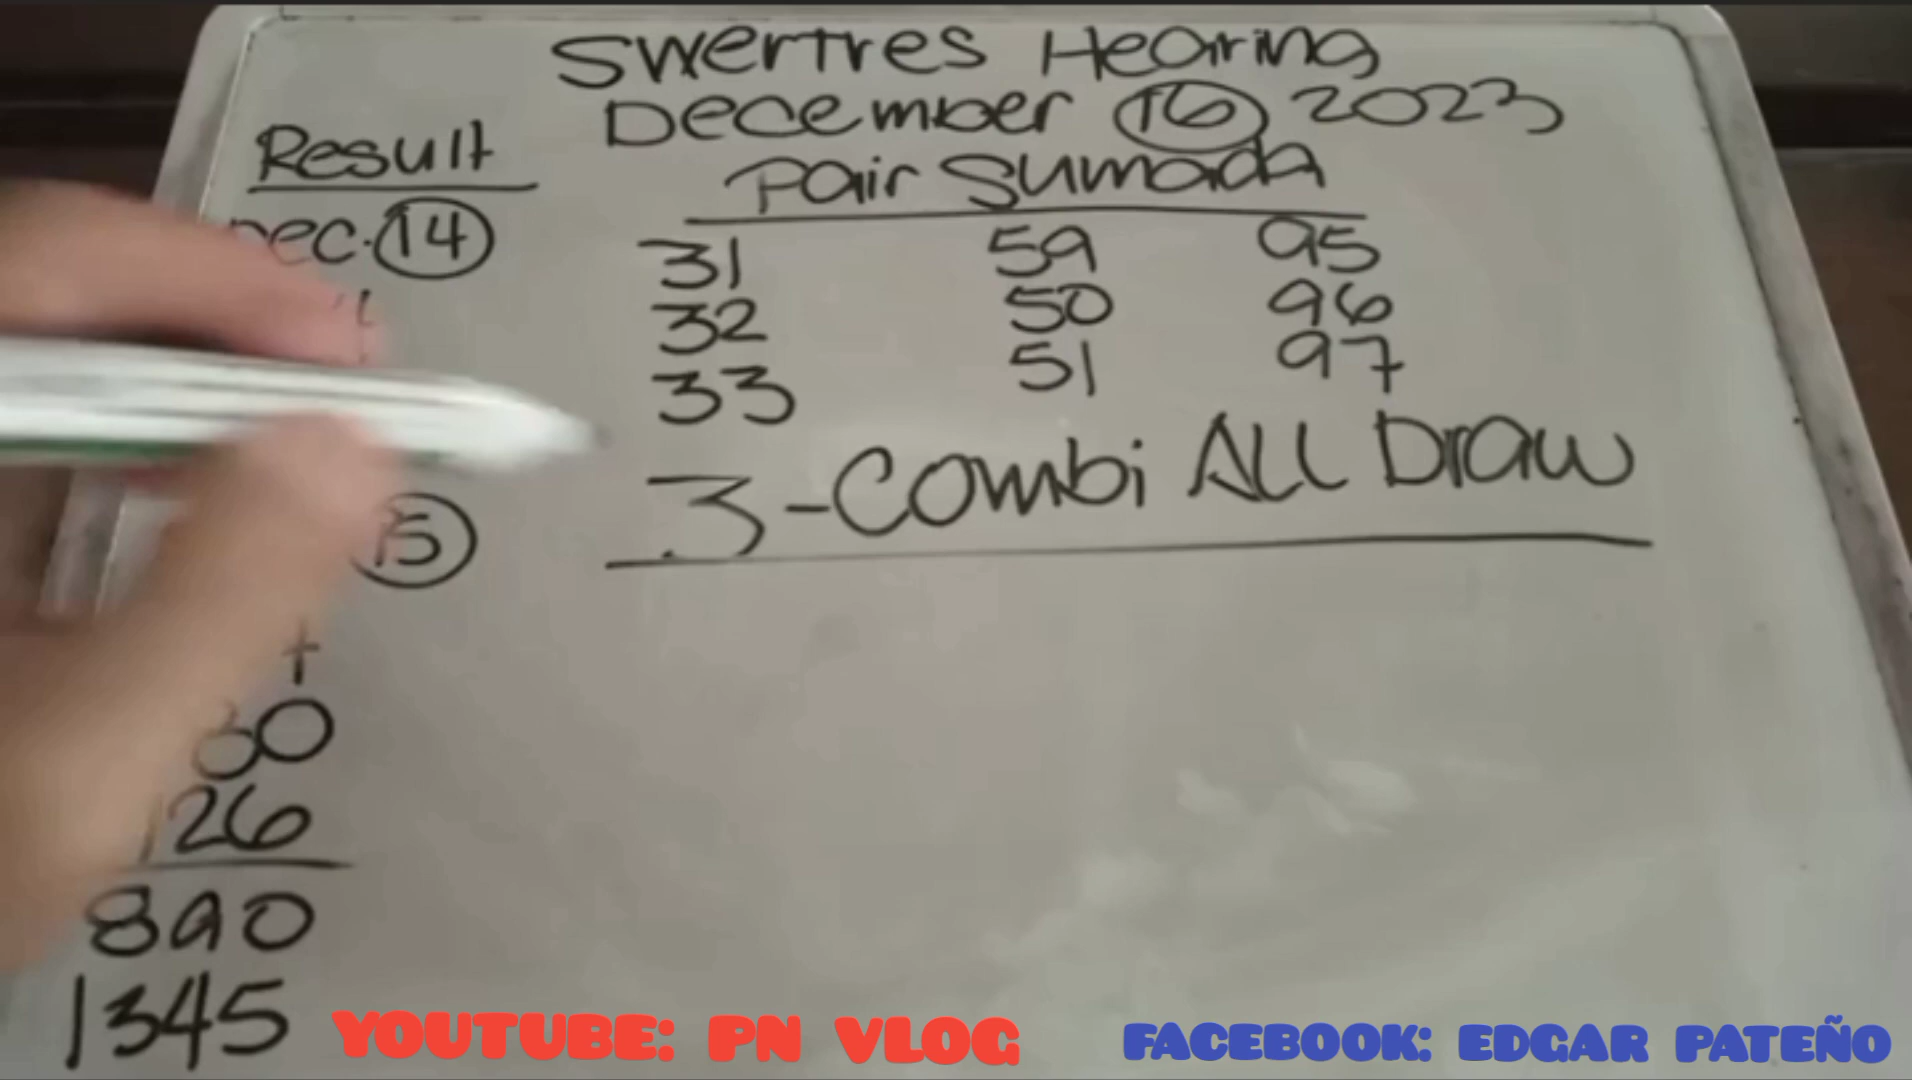 Swertres Hearing
December 16 2023
Result
Pair Sumada
Dec. 14
31 59 95
32 50 96
33 51 97
3-Combi ALL Draw
15
+
126
890
1345
YOUTUBE: PN VLOG
FACEBOOK: EDGAR PATEÑO